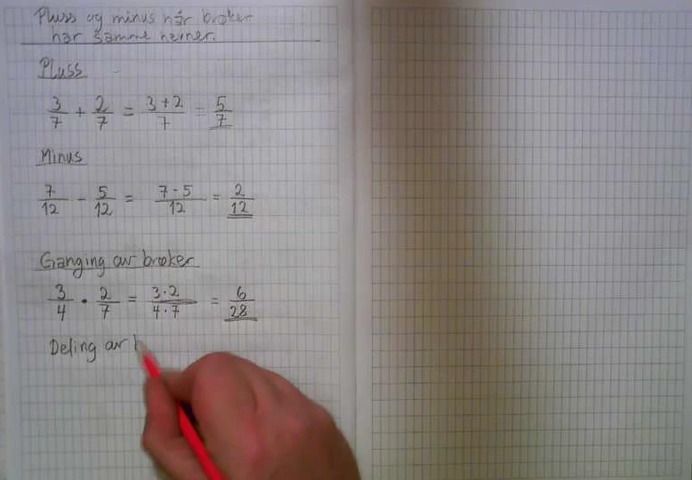 Pluss og minus når brøker
har samme nevner.
Pluss
3/7 + 2/7 = 3+2/7 = 5/7
Minus
7/12 - 5/12 = 7-5/12 = 2/12
Ganging av brøker
3/4 · 2/7 = 3·2/4·7 = 6/28
Deling av b